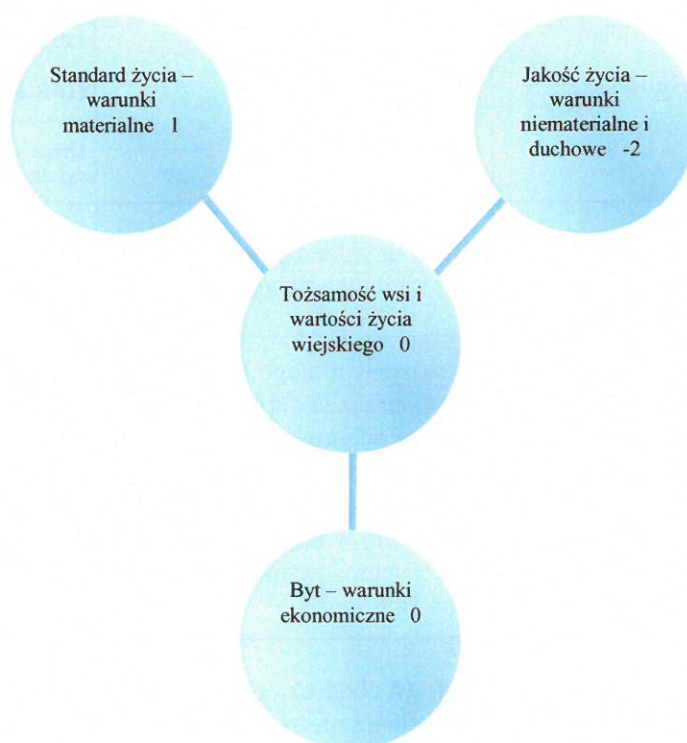 Standard życia –
warunki
materialne 1
Jakość życia –
warunki
niematerialne i
duchowe -2
Tożsamość wsi i
wartości życia
wiejskiego 0
Byt – warunki
ekonomiczne 0